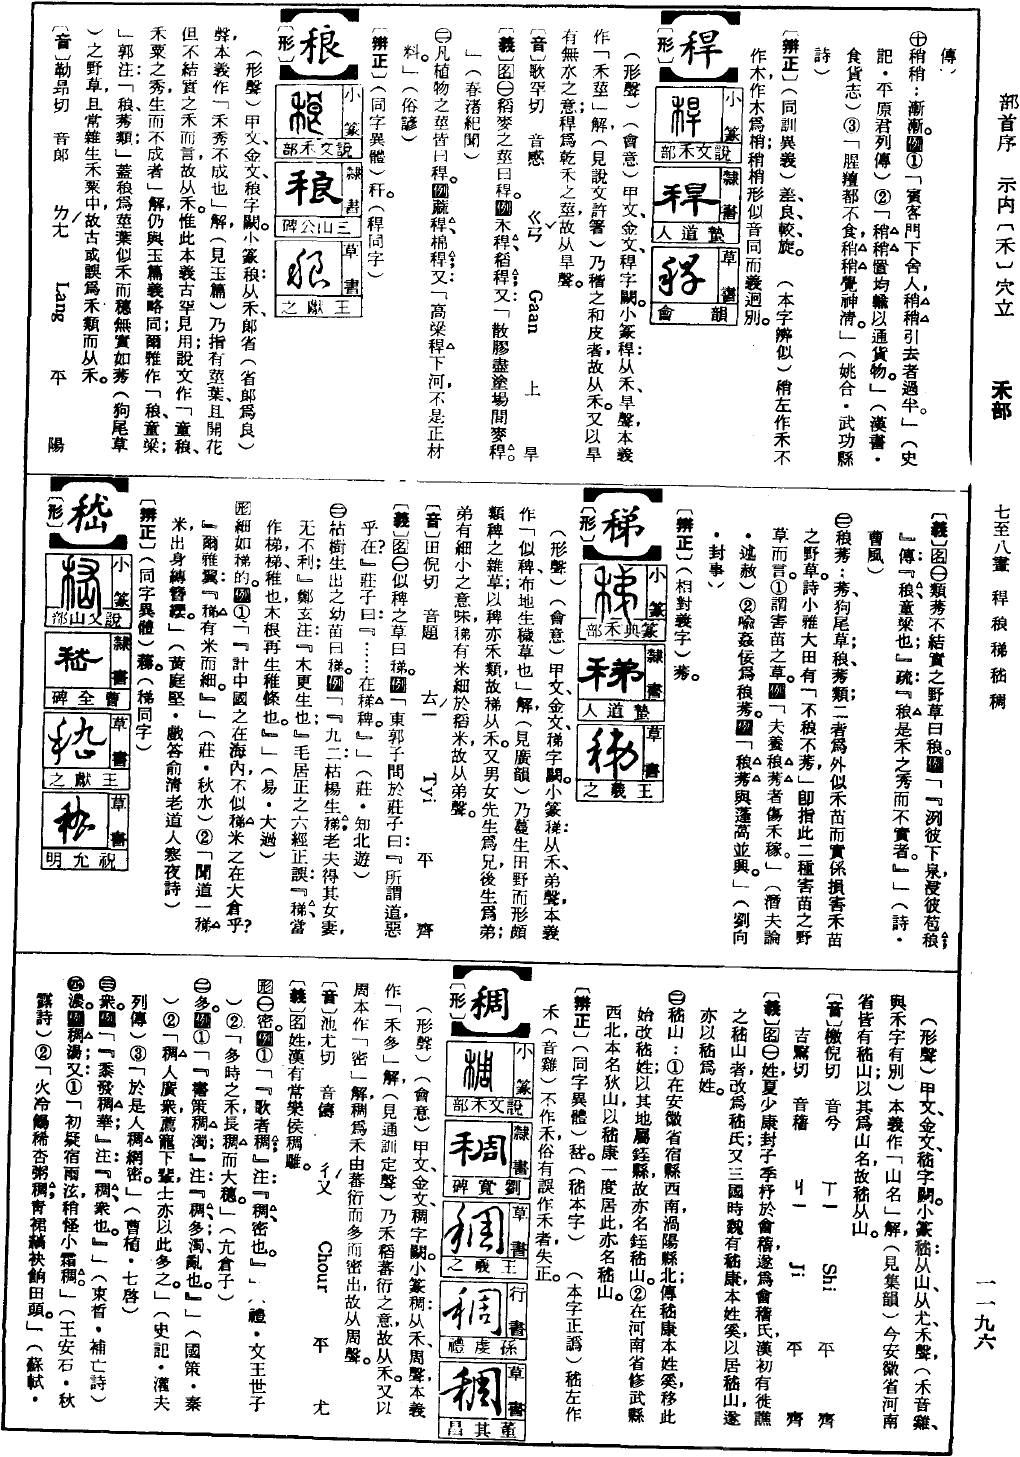 部首序　示内〔禾〕穴立　禾部　七至八畫　稈稂稊嵇稠　一一九六
傳）
㊉稍稍：漸漸。例①「賓客門下舍人稍稍引去者過半。」（史
記・平原君列傳）②「稍稍置均輸以通貨物。」（漢書・
食貨志）③「腥羶都不食稍稍覺神清。」（姚合・武功縣
詩）
〔辨正〕（同訓異義）差、良、較、旋。（本字辨似）稍左作禾不
作木作木爲梢；稍梢形似音同而義迥別。
稈
〔形〕
小篆　說文禾部
隸書　蟄道人
草書　韻會
（形聲）（會意）甲文、金文、稈字闕。小篆稈：从禾、旱聲，本義
作「禾莖」解（見說文許箸）乃稽之和皮者故从禾。又以旱
有無水之意，稈爲乾禾之莖，故从旱聲。
〔音〕歌罕切　音感　ㄍㄢˇ　Gaan　上　旱
〔義〕名㊀稻麥之莖曰稈。例禾稈、稻稈；又「散膠盡塗場間麥稈。
」（春渚紀聞）
㊁凡植物之莖皆曰稈。例蔴稈、棉稈；又「高粱稈下河，不是正材
料。」（俗諺）
〔辨正〕（同字異體）秆。（稈同字）
稂
〔形〕
小篆　說文禾部
隸書　三山公碑
草書　王獻之
（形聲）甲文、金文稂字闕。小篆稂：从禾、郎省（省郎爲良）
聲，本義作「禾秀不成也」解（見玉篇）乃指有莖葉且開花
但不結實之禾而言，故从禾。惟此本義古罕見用，說文作「童稂、
禾粟之秀生而不成者」解，仍與玉篇義略同；爾雅作「稂，童粱；
」郭注：「稂，莠類」蓋稂爲莖葉似禾而穗無實如莠（狗尾草
）之野草，且常雜生禾粟中，故古或誤爲禾類而从禾。
〔音〕勒昂切　音郎　ㄌㄤˊ　Lang　平　陽
〔義〕名㊀類莠不結實之野草曰稂。例「『洌彼下泉，浸彼苞稂。』
『傳：『稂，童粱也』疏：『稂是禾之秀而不實者。』」（詩・
曹風）
㊁稂莠：莠狗尾草，稂、莠類，二者爲外似禾苗而實係損害禾苗
之野草，詩小雅大田有「不稂不莠」卽指此二種害苗之野
草而言。①謂害苗之草。例「夫養稂莠者傷禾稼。」（潛夫論
・述赦）②喻姦佞爲稂莠。例「稂莠與蓬蒿並興。」（劉向
・封事）
〔辨正〕（相對義字）莠。
稊
〔形〕
小篆　篆典禾部
隸書　蟄道人
草書　王羲之
（形聲）（會意）甲文、金文、稊字闕。小篆稊：从禾、弟聲，本義
作「似稗布地生穢草也」解（見廣韻）乃蔓生田野而形頗
類稗之雜草，以稗亦禾類，故稊从禾。又男女先生爲兄，後生爲弟；
弟有細小之意味，稊有米細於稻米，故从弟聲。
〔音〕田倪切　音題　ㄊㄧˊ　Tyi　平　齊
〔義〕名㊀似稗之草曰稊。例「東郭子問於莊子曰：『所謂道，惡
乎在？』莊子曰：『……在稊稗。』」（莊・知北遊）
㊁枯樹生出之幼苗曰稊。例「『九二枯楊生稊，老夫得其女妻，
无不利』鄭玄注：『木更生也』毛居正之六經正誤：『稊當
作梯，稊，稚也，木根再生稚條也。』」（易・大過）
形細如稊的。例①「『計中國之在海內，不似稊米之在大倉乎？
『爾雅翼：『稊有米而細。』」（莊・秋水）②「聞道一稊
米，出身縛簪纓。」（黃庭堅・戲答俞清老道人寒夜詩）
〔辨正〕（同字異體）蕛。（稊同字）
嵇
〔形〕
小篆　說文山部
隸書　曹全碑
草書　王獻之
草書　祝允明
（形聲）甲文、金文、嵇字闕。小篆嵇：从山、从尤、禾聲，（禾音雞、
與禾字有別）本義作「山名」解（見集韻）今安徽省河南
省皆有嵇山，以其爲山名，故嵇从山。
〔音〕檄倪切　音兮　ㄒㄧ　Shi　平　齊
吉驚切　音稽　ㄐㄧ　Ji　平　齊
〔義〕名㊀姓，夏少康封子季杼於會稽，遂爲會稽氏，漢初有徙譙
之嵇山者，改爲嵇氏；又三國時魏有嵇康本姓奚，以居嵇山，遂
亦以嵇爲姓。
㊁嵇山：①在安徽省宿縣西南渦陽縣北，傳嵇康本姓奚，移此
始改嵇姓，以其地屬銍縣，故亦名銍嵇山。②在河南省修武縣
西北，本名狄山，以嵇康一度居此，亦名嵇山。
〔辨正〕（同字異體）嵆。（嵇本字）（本字正譌）嵇左作
禾（音雞）不作禾，俗有誤作禾者，失正。
稠
〔形〕
小篆　說文禾部
隸書　劉寬碑
草書　王羲之
行書　孫虔禮
草書　董其昌
（形聲）（會意）甲文、金文、稠字闕。小篆稠：从禾、周聲，本義
作「禾多」解，（見通訓定聲）乃禾稻蕃衍之意，故从禾。又以
周本作「密」解，稠爲禾由蕃衍而多而密出，故从周聲。
〔音〕池尤切　音儔　ㄔㄡˊ　Chour　平　尤
〔義〕名姓，漢有常樂侯稠雕。
形㊀密。例①「『歌者稠』注：『稠，密也。』」（禮・文王世子
）②「多時之禾，長稠而大穗。」（亢倉子）
㊁多。例①「『書策稠濁』注：『稠，多；濁，亂也。』」（國策・秦
）②「稠人廣衆，薦寵下輩，士亦以此多之。」（史記・灌夫
列傳）③「於是人稠網密。」（曹植・七啓）
㊂衆。例「『黍發稠華』注：『稠，衆也。』」（束晳・補亡詩）
㊃濃。例稠湯；又①「初疑宿雨泫，稍怪小霜稠。」（王安石・秋
露詩）②「火冷餳稀杏粥稠，青裙縞袂餉田頭。」（蘇軾・